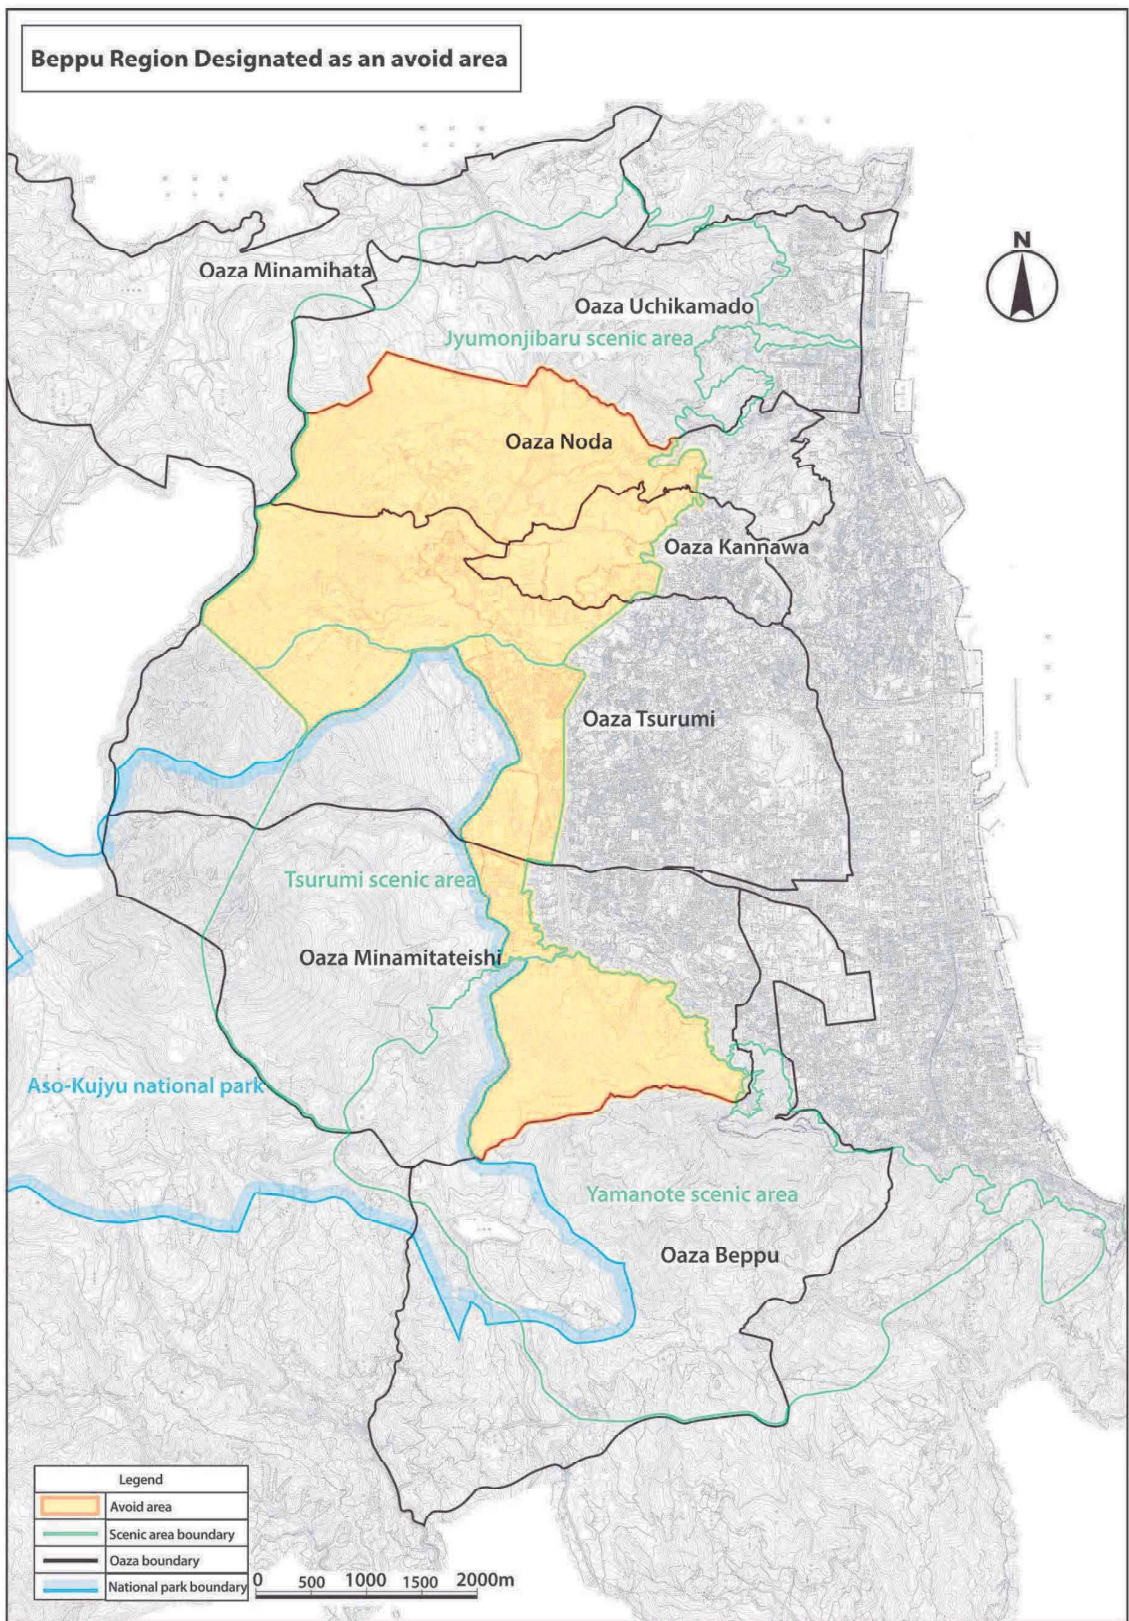 Beppu Region Designated as an avoid area
N
Oaza Minamihata
Oaza Uchikamado
Jyumonjibaru scenic area
Oaza Noda
Oaza Kannawa
Oaza Tsurumi
Tsurumi scenic area
Oaza Minamitateishi
Aso-Kujyu national park
Yamanote scenic area
Oaza Beppu
Legend
Avoid area
Scenic area boundary
Oaza boundary
National park boundary
0 500 1000 1500 2000m